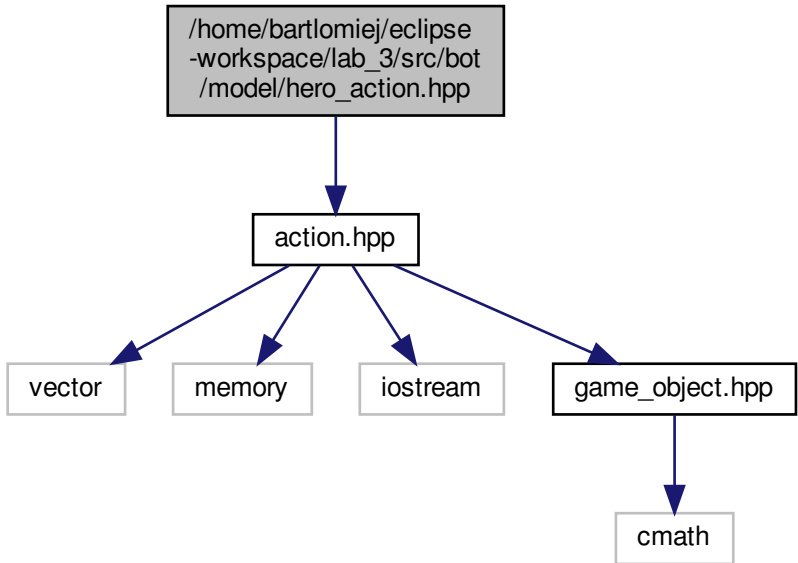 /home/bartlomiej/eclipse
-workspace/lab_3/src/bot
/model/hero_action.hpp
action.hpp
vector
memory
iostream
game_object.hpp
cmath